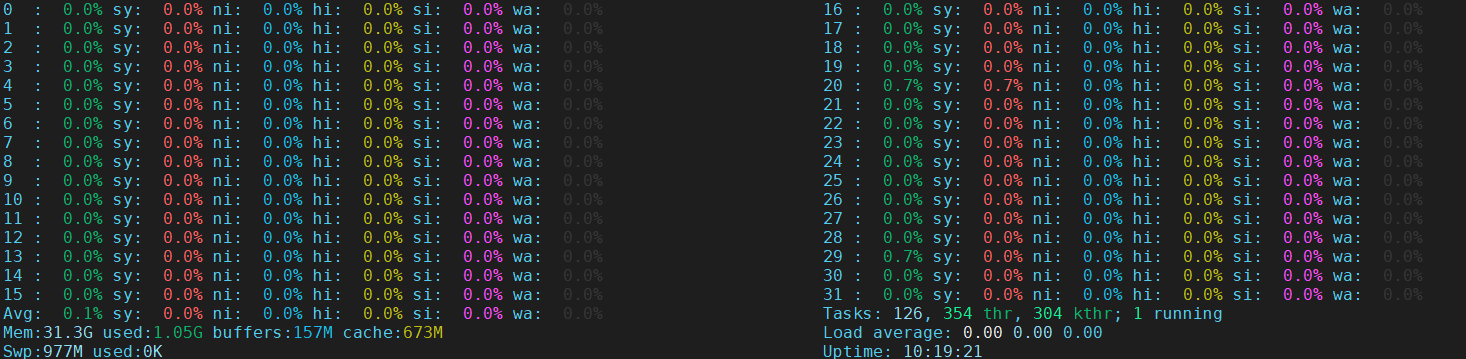 0  :  0.0% sy:  0.0% ni:  0.0% hi:  0.0% si:  0.0% wa:  0.0%
1  :  0.0% sy:  0.0% ni:  0.0% hi:  0.0% si:  0.0% wa:  0.0%
2  :  0.0% sy:  0.0% ni:  0.0% hi:  0.0% si:  0.0% wa:  0.0%
3  :  0.0% sy:  0.0% ni:  0.0% hi:  0.0% si:  0.0% wa:  0.0%
4  :  0.0% sy:  0.0% ni:  0.0% hi:  0.0% si:  0.0% wa:  0.0%
5  :  0.0% sy:  0.0% ni:  0.0% hi:  0.0% si:  0.0% wa:  0.0%
6  :  0.0% sy:  0.0% ni:  0.0% hi:  0.0% si:  0.0% wa:  0.0%
7  :  0.0% sy:  0.0% ni:  0.0% hi:  0.0% si:  0.0% wa:  0.0%
8  :  0.0% sy:  0.0% ni:  0.0% hi:  0.0% si:  0.0% wa:  0.0%
9  :  0.0% sy:  0.0% ni:  0.0% hi:  0.0% si:  0.0% wa:  0.0%
10 :  0.0% sy:  0.0% ni:  0.0% hi:  0.0% si:  0.0% wa:  0.0%
11 :  0.0% sy:  0.0% ni:  0.0% hi:  0.0% si:  0.0% wa:  0.0%
12 :  0.0% sy:  0.0% ni:  0.0% hi:  0.0% si:  0.0% wa:  0.0%
13 :  0.0% sy:  0.0% ni:  0.0% hi:  0.0% si:  0.0% wa:  0.0%
14 :  0.0% sy:  0.0% ni:  0.0% hi:  0.0% si:  0.0% wa:  0.0%
15 :  0.0% sy:  0.0% ni:  0.0% hi:  0.0% si:  0.0% wa:  0.0%
Avg:  0.1% sy:  0.0% ni:  0.0% hi:  0.0% si:  0.0% wa:  0.0%
Mem:31.3G used:1.05G buffers:157M cache:673M
Swp:977M used:0K
16 :  0.0% sy:  0.0% ni:  0.0% hi:  0.0% si:  0.0% wa:  0.0%
17 :  0.0% sy:  0.0% ni:  0.0% hi:  0.0% si:  0.0% wa:  0.0%
18 :  0.0% sy:  0.0% ni:  0.0% hi:  0.0% si:  0.0% wa:  0.0%
19 :  0.0% sy:  0.0% ni:  0.0% hi:  0.0% si:  0.0% wa:  0.0%
20 :  0.7% sy:  0.7% ni:  0.0% hi:  0.0% si:  0.0% wa:  0.0%
21 :  0.0% sy:  0.0% ni:  0.0% hi:  0.0% si:  0.0% wa:  0.0%
22 :  0.0% sy:  0.0% ni:  0.0% hi:  0.0% si:  0.0% wa:  0.0%
23 :  0.0% sy:  0.0% ni:  0.0% hi:  0.0% si:  0.0% wa:  0.0%
24 :  0.0% sy:  0.0% ni:  0.0% hi:  0.0% si:  0.0% wa:  0.0%
25 :  0.0% sy:  0.0% ni:  0.0% hi:  0.0% si:  0.0% wa:  0.0%
26 :  0.0% sy:  0.0% ni:  0.0% hi:  0.0% si:  0.0% wa:  0.0%
27 :  0.0% sy:  0.0% ni:  0.0% hi:  0.0% si:  0.0% wa:  0.0%
28 :  0.0% sy:  0.0% ni:  0.0% hi:  0.0% si:  0.0% wa:  0.0%
29 :  0.7% sy:  0.0% ni:  0.0% hi:  0.0% si:  0.0% wa:  0.0%
30 :  0.0% sy:  0.0% ni:  0.0% hi:  0.0% si:  0.0% wa:  0.0%
31 :  0.0% sy:  0.0% ni:  0.0% hi:  0.0% si:  0.0% wa:  0.0%
Tasks: 126, 354 thr, 304 kthr; 1 running
Load average: 0.00 0.00 0.00
Uptime: 10:19:21